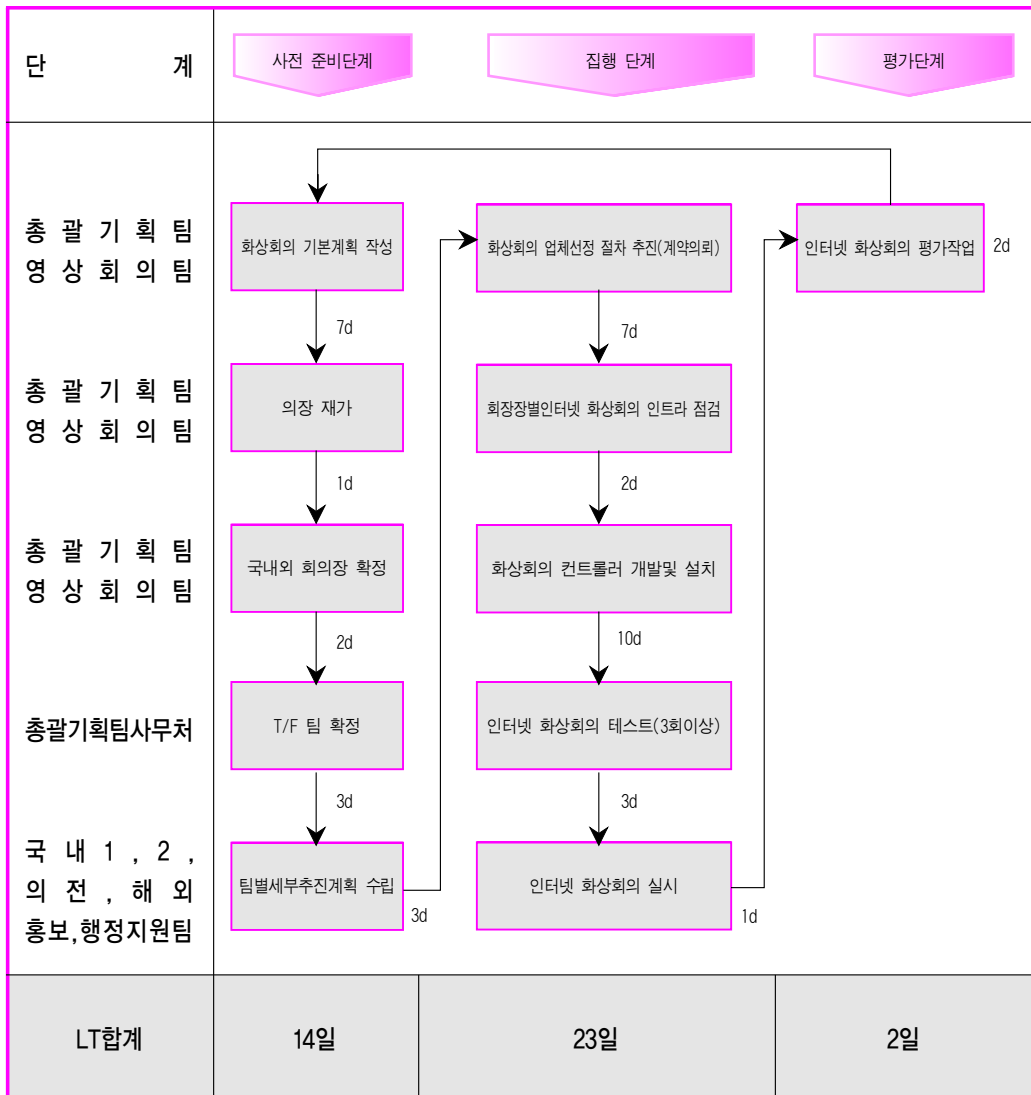 단 계
사전 준비단계
집행 단계
평가단계
총 괄 기 획 팀
영 상 회 의 팀
화상회의 기본계획 작성
화상회의 업체선정 절차 추진(계약의뢰)
인터넷 화상회의 평가작업
2d
7d
7d
총 괄 기 획 팀
영 상 회 의 팀
의장 재가
회장장별인터넷 화상회의 인트라 점검
1d
2d
총 괄 기 획 팀
영 상 회 의 팀
국내외 회의장 확정
화상회의 컨트롤러 개발및 설치
2d
10d
총괄기획팀사무처
T/F 팀 확정
인터넷 화상회의 테스트(3회이상)
3d
3d
국 내 1 , 2 ,
의 전 , 해 외
홍보,행정지원팀
팀별세부추진계획 수립
3d
인터넷 화상회의 실시
1d
LT합계
14일
23일
2일